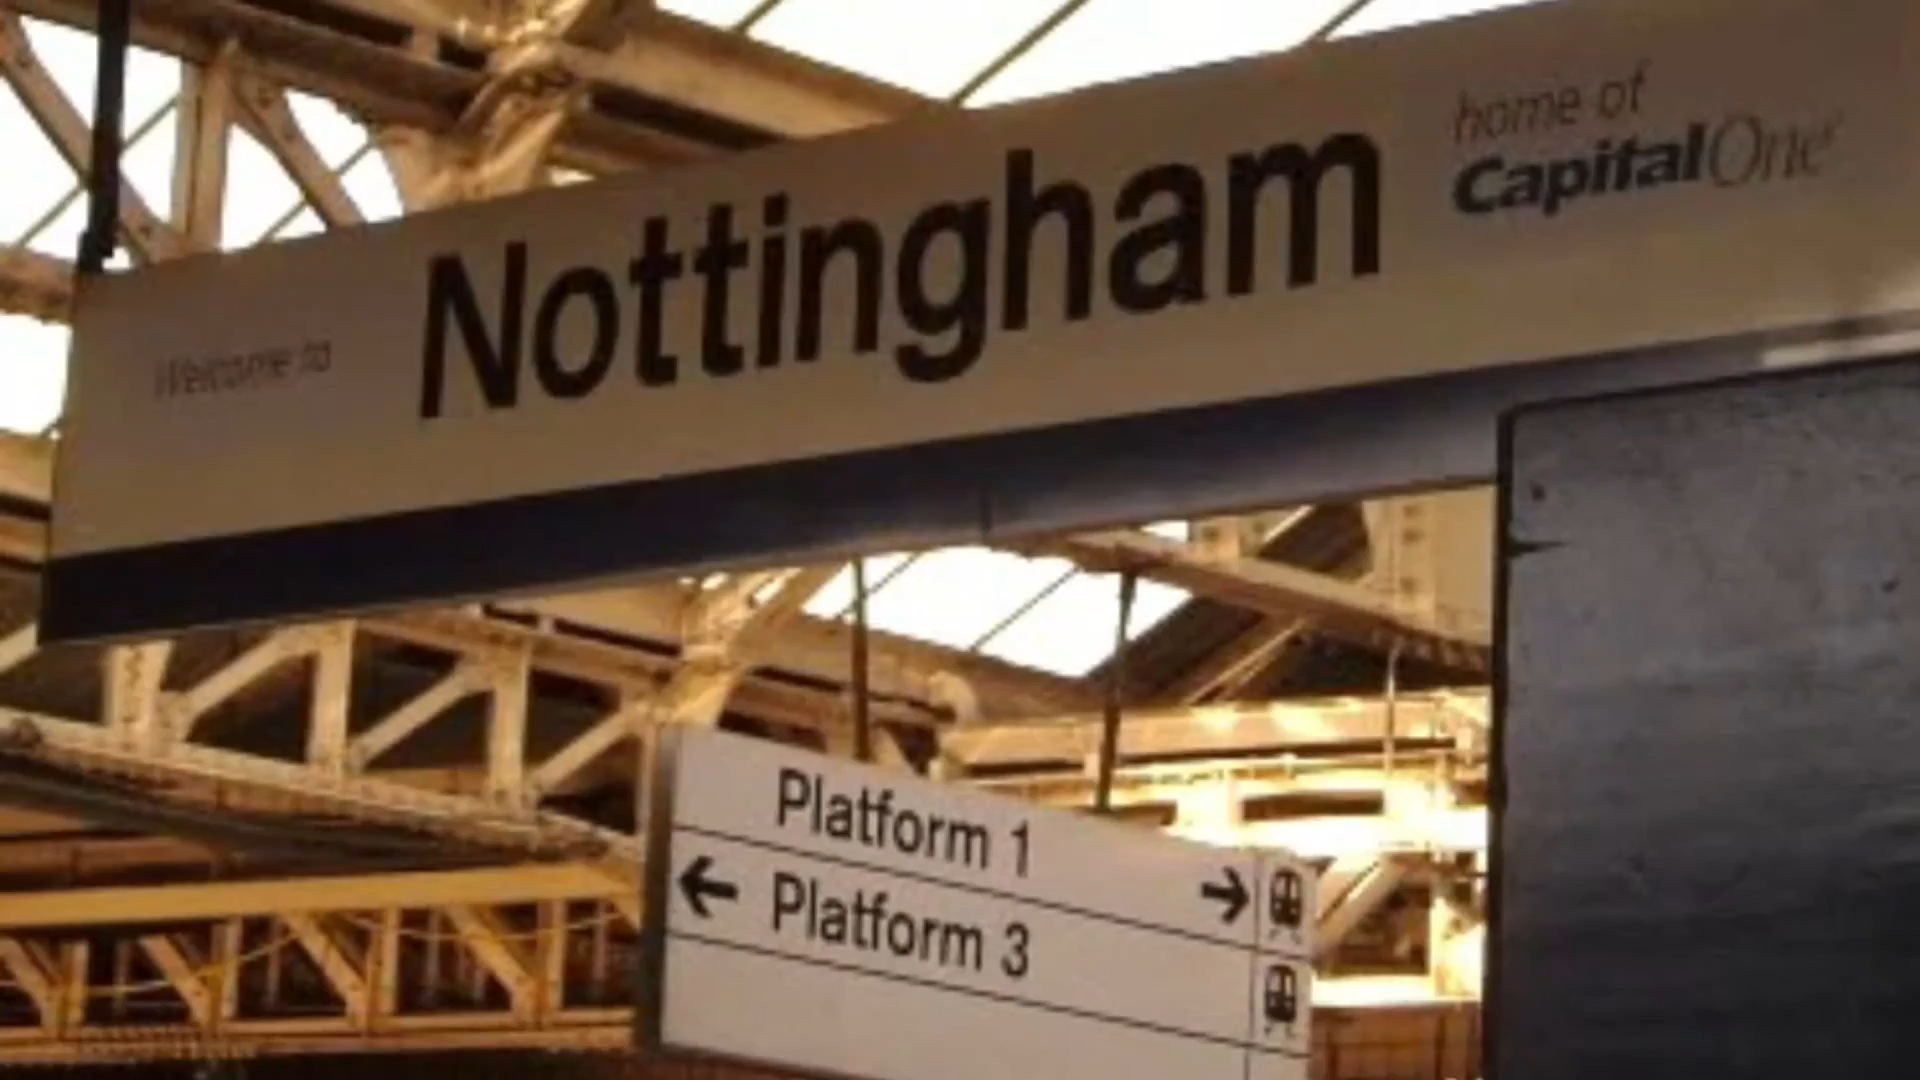 Welcome to
Nottingham
home of
CapitalOne
Platform 1 →
← Platform 3